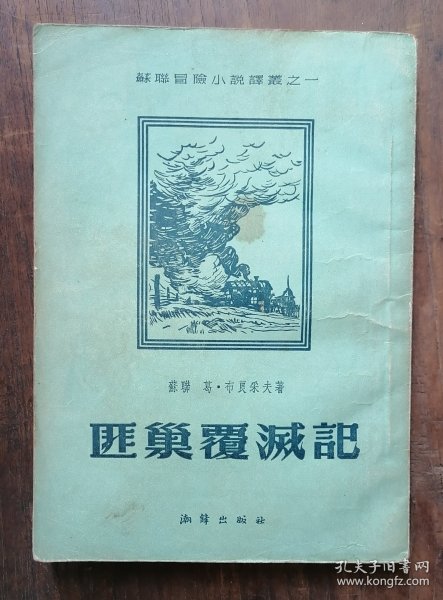 蘇聯冒險小説譯叢之一
蘇聯 葛·布良采夫著
匪巢覆滅記
潮鋒出版社
孔夫子旧书网
www.kongfz.com